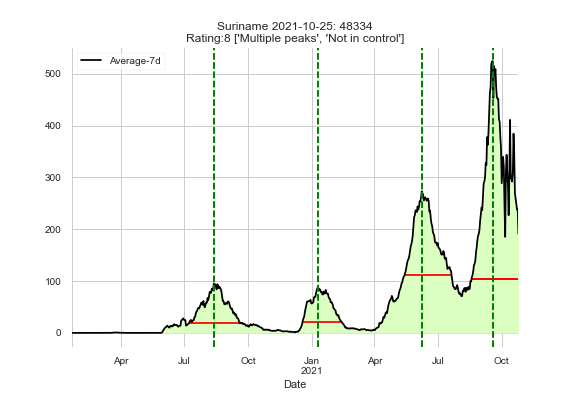 Suriname 2021-10-25: 48334
Rating:8 ['Multiple peaks', 'Not in control']
Average-7d
500
400
300
200
100
0
Apr Jul Oct Jan Apr Jul Oct
2021
Date